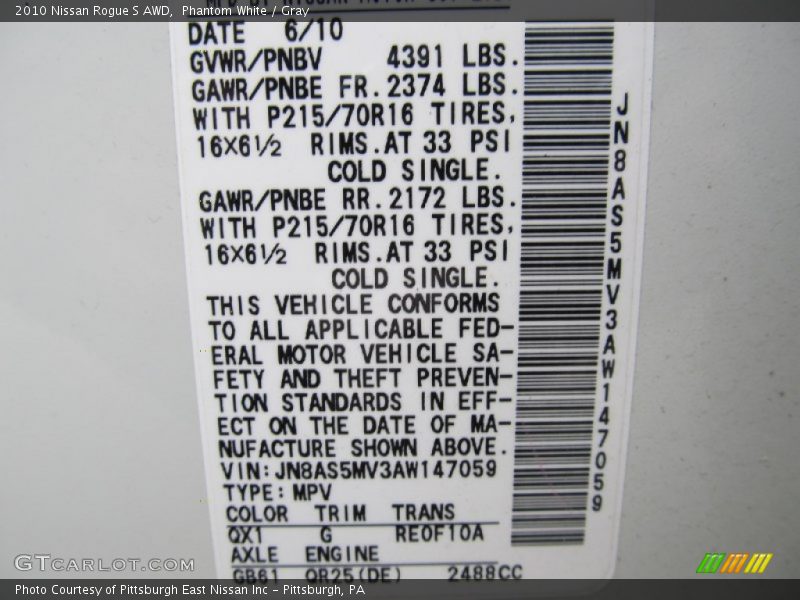 2010 Nissan Rogue S AWD, Phantom White / Gray
DATE 6/10
GVWR/PNBV 4391 LBS.
GAWR/PNBE FR.2374 LBS.
WITH P215/70R16 TIRES,
16X6½ RIMS.AT 33 PSI
COLD SINGLE.
GAWR/PNBE RR.2172 LBS.
WITH P215/70R16 TIRES,
16X6½ RIMS.AT 33 PSI
COLD SINGLE.
THIS VEHICLE CONFORMS
TO ALL APPLICABLE FED-
ERAL MOTOR VEHICLE SA-
FETY AND THEFT PREVEN-
TION STANDARDS IN EFF-
ECT ON THE DATE OF MA-
NUFACTURE SHOWN ABOVE.
VIN:JN8AS5MV3AW147059
TYPE:MPV
COLOR TRIM TRANS
QX1 G RE0F10A
AXLE ENGINE
GB61 QR25(DE) 2488CC
JN8AS5MV3AW147059
GTCARLOT.COM
Photo Courtesy of Pittsburgh East Nissan Inc - Pittsburgh, PA